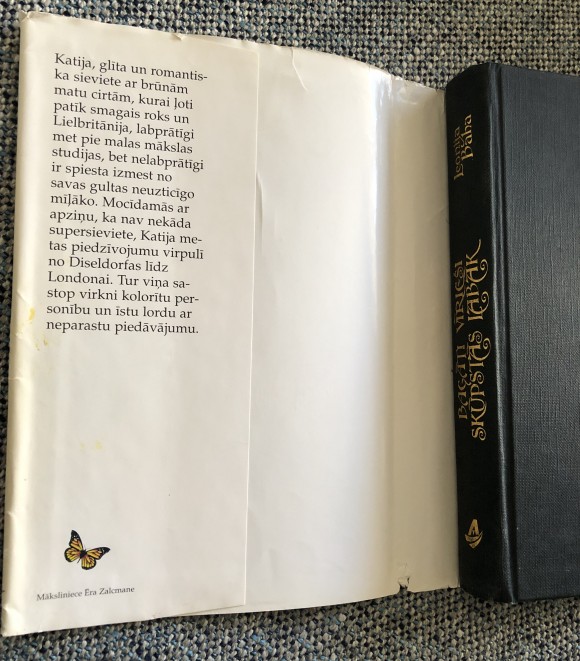 Katija, glīta un romantis-
ka sieviete ar brūnām
matu cirtām, kurai ļoti
patīk smagais roks un
Lielbritānija, labprātīgi
met pie malas mākslas
studijas, bet nelabprātīgi
ir spiesta izmest no
savas gultas neuzticīgo
mīļāko. Mocīdamās ar
apziņu, ka nav nekāda
supersieviete, Katija me-
tas piedzīvojumu virpulī
no Diseldorfas līdz
Londonai. Tur viņa sa-
stop virkni kolorītu per-
sonību un īstu lordu ar
neparastu piedāvājumu.
Māksliniece Ēra Zalcmane
BAGĀTI VĪRIEŠI
SKŪPSTĀS LABĀK